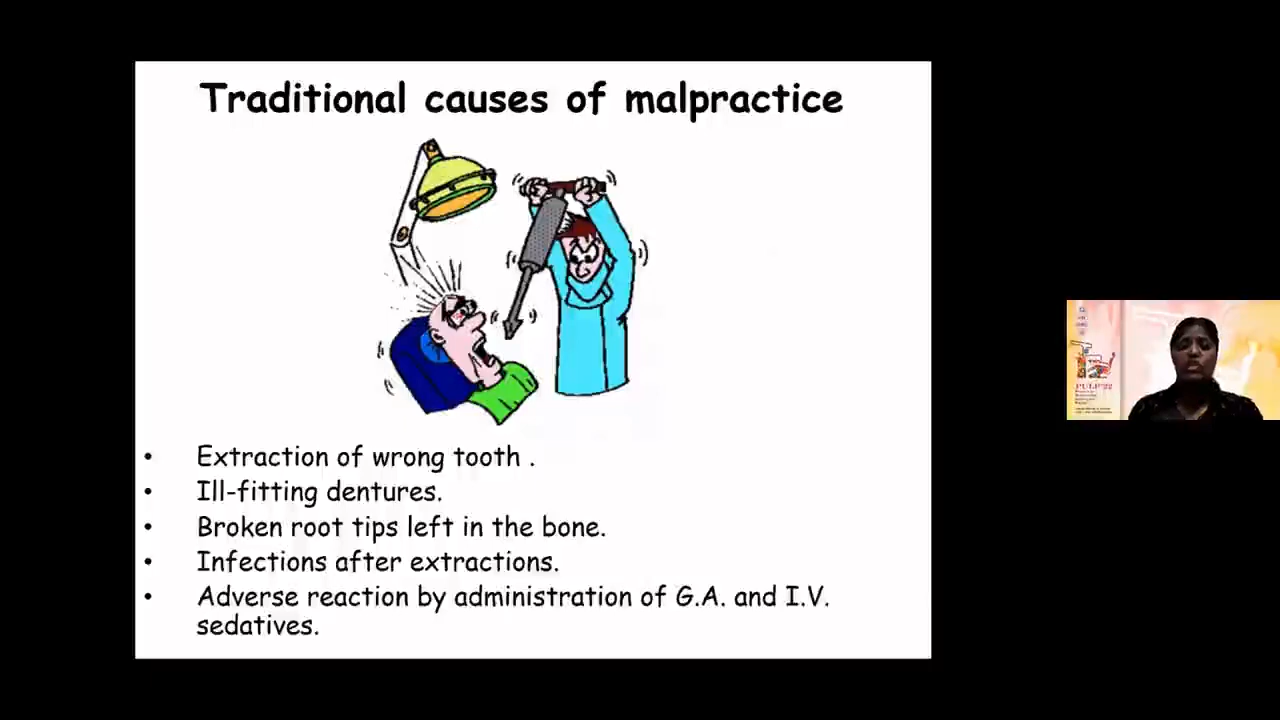 Traditional causes of malpractice
• Extraction of wrong tooth .
• Ill-fitting dentures.
• Broken root tips left in the bone.
• Infections after extractions.
• Adverse reaction by administration of G.A. and I.V.
sedatives.